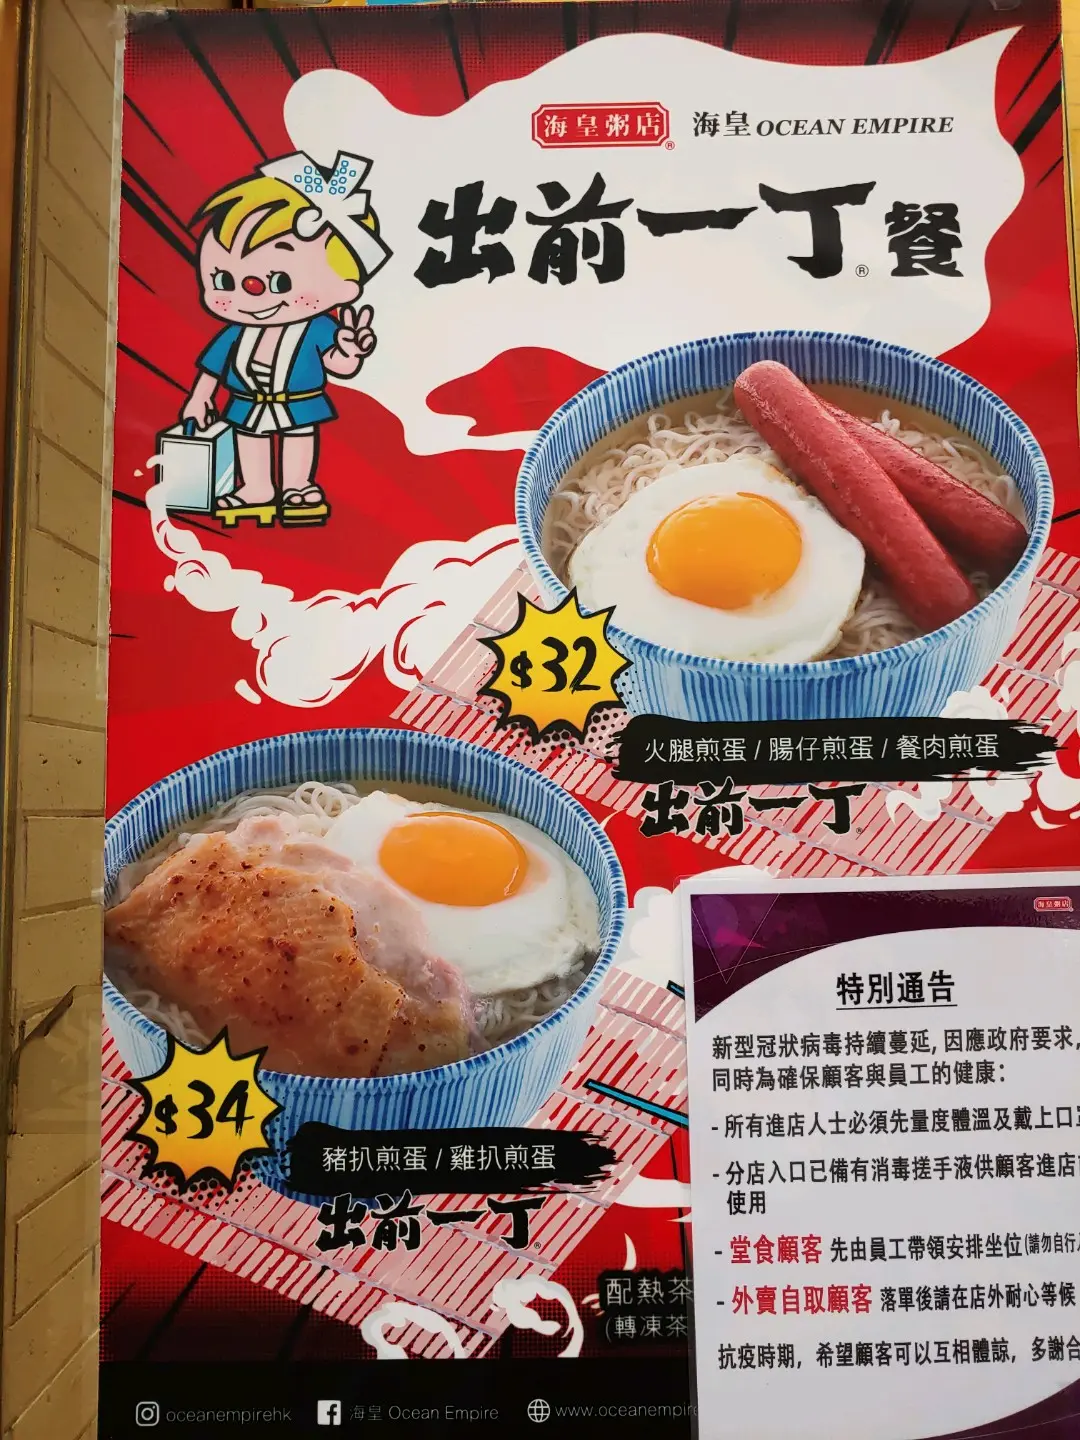 海皇粥店® 海皇 OCEAN EMPIRE
出前一丁®餐
$32
火腿煎蛋 / 腸仔煎蛋 / 餐肉煎蛋
出前一丁®
$34
豬扒煎蛋 / 雞扒煎蛋
出前一丁®
配熱茶
(轉凍茶
oceanempirehk 海皇 Ocean Empire www.oceanempir
海皇粥店
特別通告
新型冠狀病毒持續蔓延, 因應政府要求,
同時為確保顧客與員工的健康：
- 所有進店人士必須先量度體溫及戴上口
- 分店入口已備有消毒搓手液供顧客進店
使用
- 堂食顧客 先由員工帶領安排坐位(請勿自行
- 外賣自取顧客 落單後請在店外耐心等候
抗疫時期，希望顧客可以互相體諒，多謝合